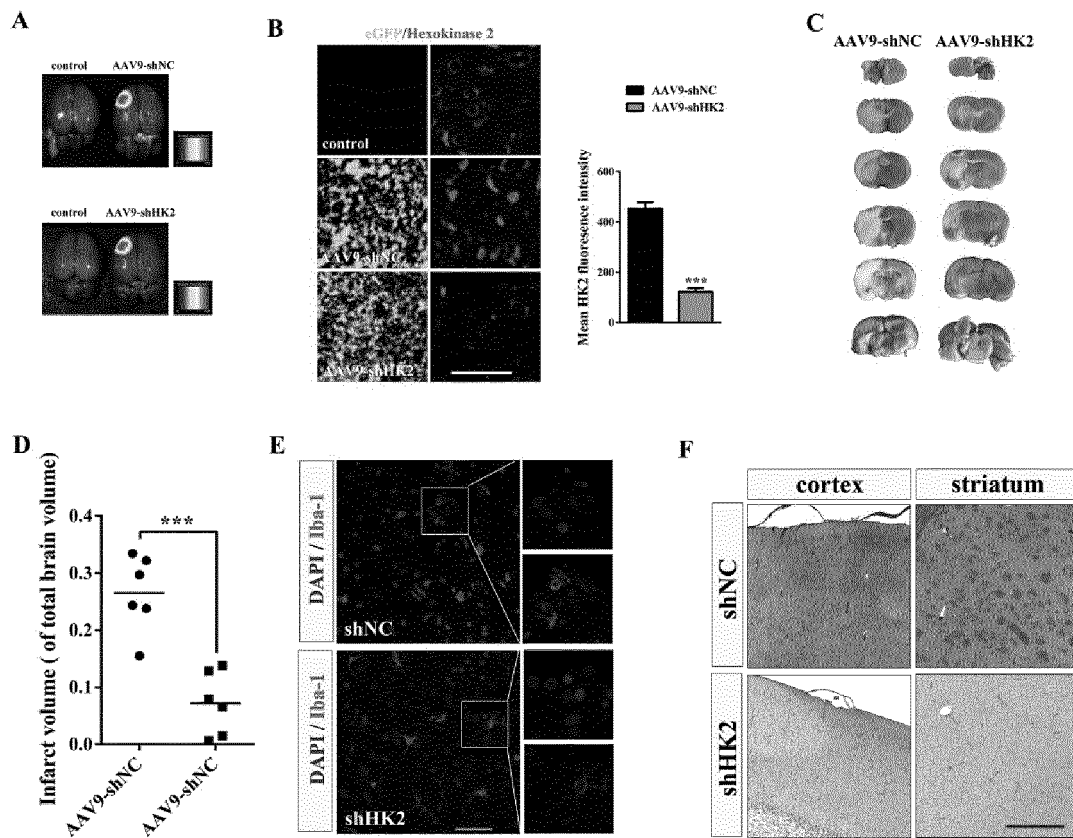 A
control AAV9-shNC
control AAV9-shHK2
B
eGFP/Hexokinase 2
control
AAV9-shNC
AAV9-shHK2
AAV9-shNC
AAV9-shHK2
Mean HK2 fluoresence intensity
600
400
200
0
***
C
AAV9-shNC AAV9-shHK2
D
Infarct volume ( of total brain volume)
0.4
0.3
0.2
0.1
0.0
***
AAV9-shNC
AAV9-shNC
E
DAPI / Iba-1
shNC
DAPI / Iba-1
shHK2
F
cortex striatum
shNC
shHK2